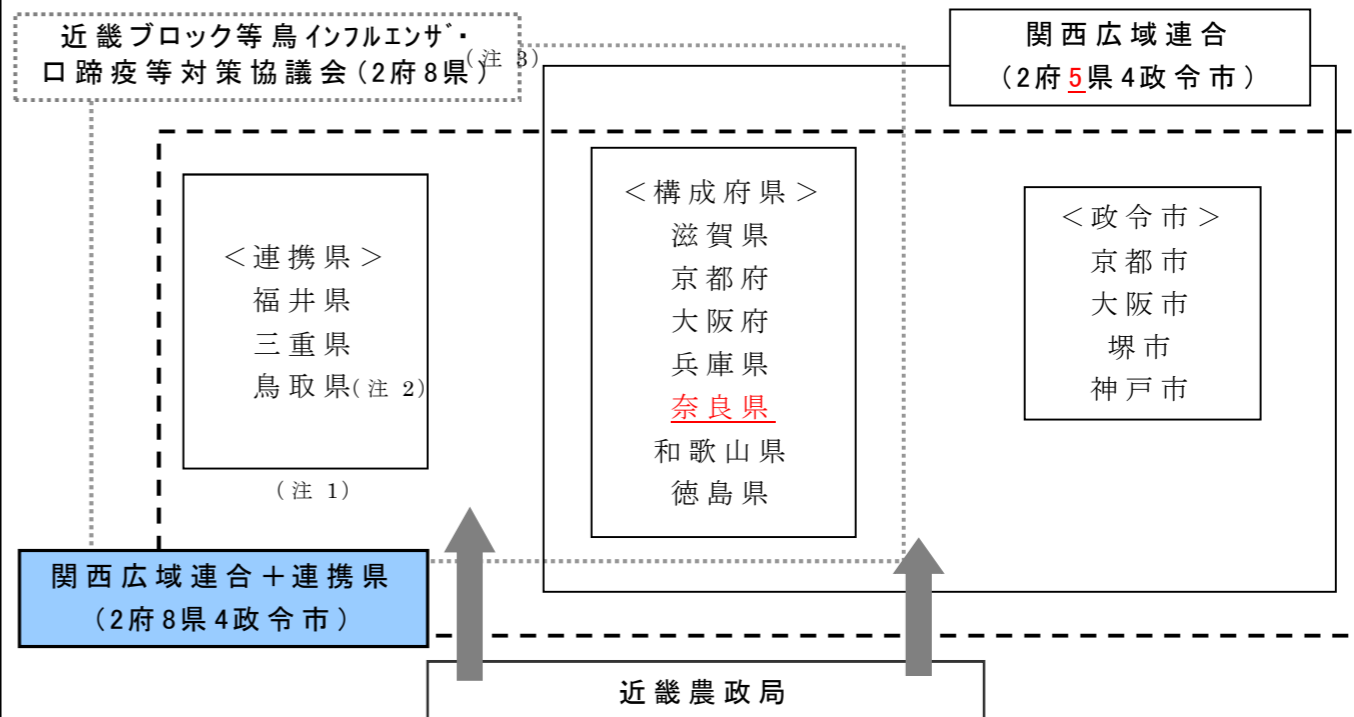 近畿ブロック等鳥インフルエンザ・
口蹄疫等対策協議会(2府8県)(注 3)
関西広域連合
(2府5県4政令市)
<連携県>
福井県
三重県
鳥取県(注 2)
(注 1)
<構成府県>
滋賀県
京都府
大阪府
兵庫県
奈良県
和歌山県
徳島県
<政令市>
京都市
大阪市
堺市
神戸市
関西広域連合+連携県
(2府8県4政令市)
近畿農政局